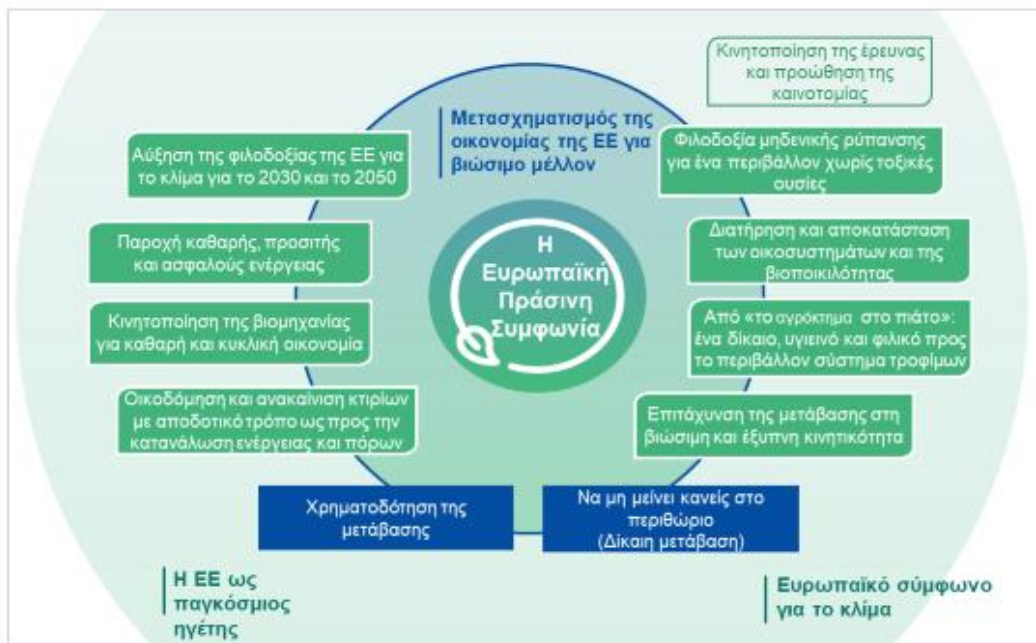 Κινητοποίηση της έρευνας
και προώθηση της
καινοτομίας
Μετασχηματισμός της
οικονομίας της ΕΕ για
βιώσιμο μέλλον
Αύξηση της φιλοδοξίας της ΕΕ για
το κλίμα για το 2030 και το 2050
Φιλοδοξία μηδενικής ρύπανσης
για ένα περιβάλλον χωρίς τοξικές
ουσίες
Παροχή καθαρής, προσιτής
και ασφαλούς ενέργειας
Διατήρηση και αποκατάσταση
των οικοσυστημάτων και της
βιοποικιλότητας
Η
Ευρωπαϊκή
Πράσινη
Συμφωνία
Κινητοποίηση της βιομηχανίας
για καθαρή και κυκλική οικονομία
Από «το αγρόκτημα στο πιάτο»:
ένα δίκαιο, υγιεινό και φιλικό προς
το περιβάλλον σύστημα τροφίμων
Οικοδόμηση και ανακαίνιση κτιρίων
με αποδοτικό τρόπο ως προς την
κατανάλωση ενέργειας και πόρων
Επιτάχυνση της μετάβασης στη
βιώσιμη και έξυπνη κινητικότητα
Χρηματοδότηση της
μετάβασης
Να μη μείνει κανείς στο
περιθώριο
(Δίκαιη μετάβαση)
Η ΕΕ ως
παγκόσμιος
ηγέτης
Ευρωπαϊκό σύμφωνο
για το κλίμα